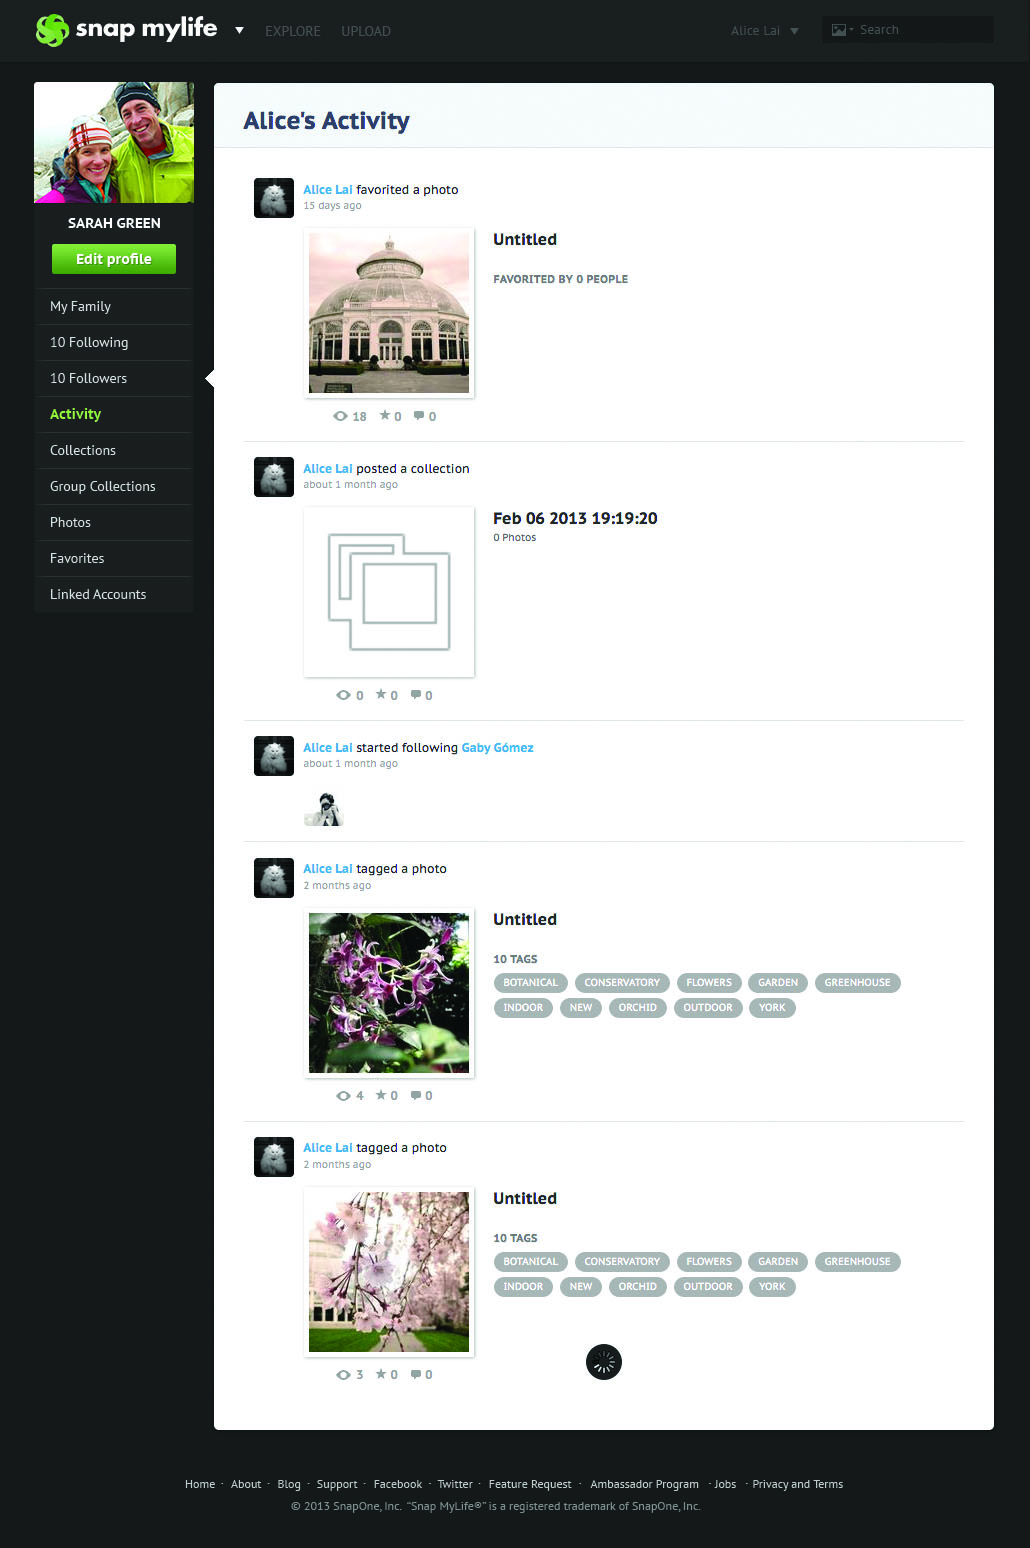 snap mylife EXPLORE UPLOAD Alice Lai Search
SARAH GREEN
Edit profile
My Family
10 Following
10 Followers
Activity
Collections
Group Collections
Photos
Favorites
Linked Accounts
Alice's Activity
Alice Lai favorited a photo
15 days ago
Untitled
FAVORITED BY 0 PEOPLE
18 0 0
Alice Lai posted a collection
about 1 month ago
Feb 06 2013 19:19:20
0 Photos
0 0 0
Alice Lai started following Gaby Gómez
about 1 month ago
Alice Lai tagged a photo
2 months ago
Untitled
10 TAGS
BOTANICAL CONSERVATORY FLOWERS GARDEN GREENHOUSE
INDOOR NEW ORCHID OUTDOOR YORK
4 0 0
Alice Lai tagged a photo
2 months ago
Untitled
10 TAGS
BOTANICAL CONSERVATORY FLOWERS GARDEN GREENHOUSE
INDOOR NEW ORCHID OUTDOOR YORK
3 0 0
Home · About · Blog · Support · Facebook · Twitter · Feature Request · Ambassador Program · Jobs · Privacy and Terms
© 2013 SnapOne, Inc. “Snap MyLife®” is a registered trademark of SnapOne, Inc.